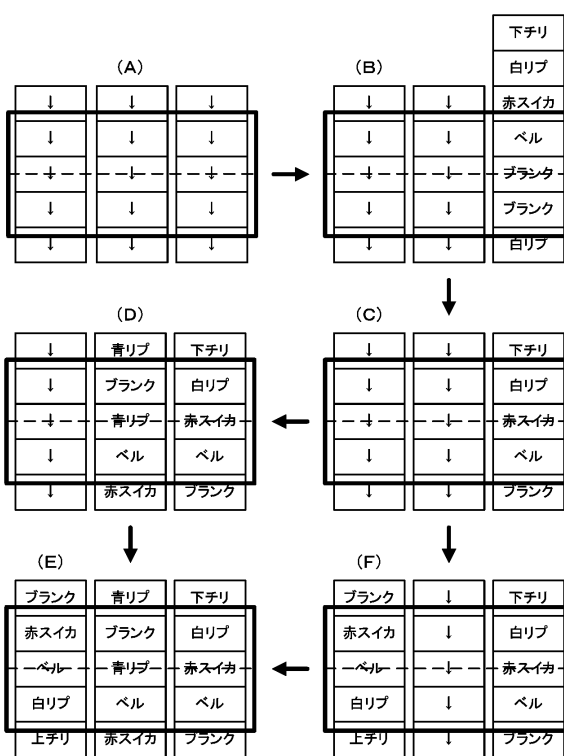 下チリ
白リプ
(A) (B)
↓ ↓ ↓ ↓ ↓ 赤スイカ
↓ ↓ ↓ ↓ ↓ ベル
↓ ↓ ↓ ↓ ↓ ブランク
↓ ↓ ↓ ↓ ↓ ブランク
↓ ↓ ↓ ↓ ↓ 白リプ
(D) (C)
↓ 青リプ 下チリ ↓ ↓ 下チリ
↓ ブランク 白リプ ↓ ↓ 白リプ
↓ 青リプ 赤スイカ ↓ ↓ 赤スイカ
↓ ベル ベル ↓ ↓ ベル
↓ 赤スイカ ブランク ↓ ↓ ブランク
(E) (F)
ブランク 青リプ 下チリ ブランク ↓ 下チリ
赤スイカ ブランク 白リプ 赤スイカ ↓ 白リプ
ベル 青リプ 赤スイカ ベル ↓ 赤スイカ
白リプ ベル ベル 白リプ ↓ ベル
上チリ 赤スイカ ブランク 上チリ ↓ ブランク